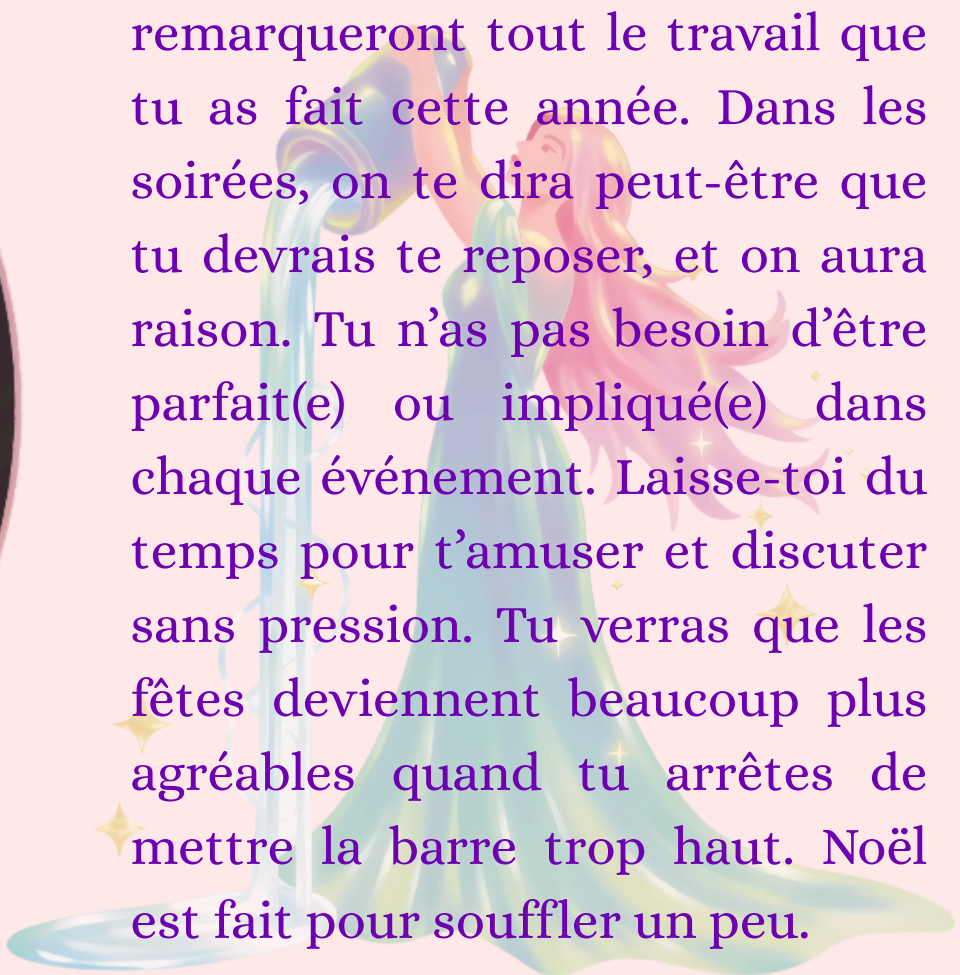 remarqueront tout le travail que
tu as fait cette année. Dans les
soirées, on te dira peut-être que
tu devrais te reposer, et on aura
raison. Tu n’as pas besoin d’être
parfait(e) ou impliqué(e) dans
chaque événement. Laisse-toi du
temps pour t’amuser et discuter
sans pression. Tu verras que les
fêtes deviennent beaucoup plus
agréables quand tu arrêtes de
mettre la barre trop haut. Noël
est fait pour souffler un peu.